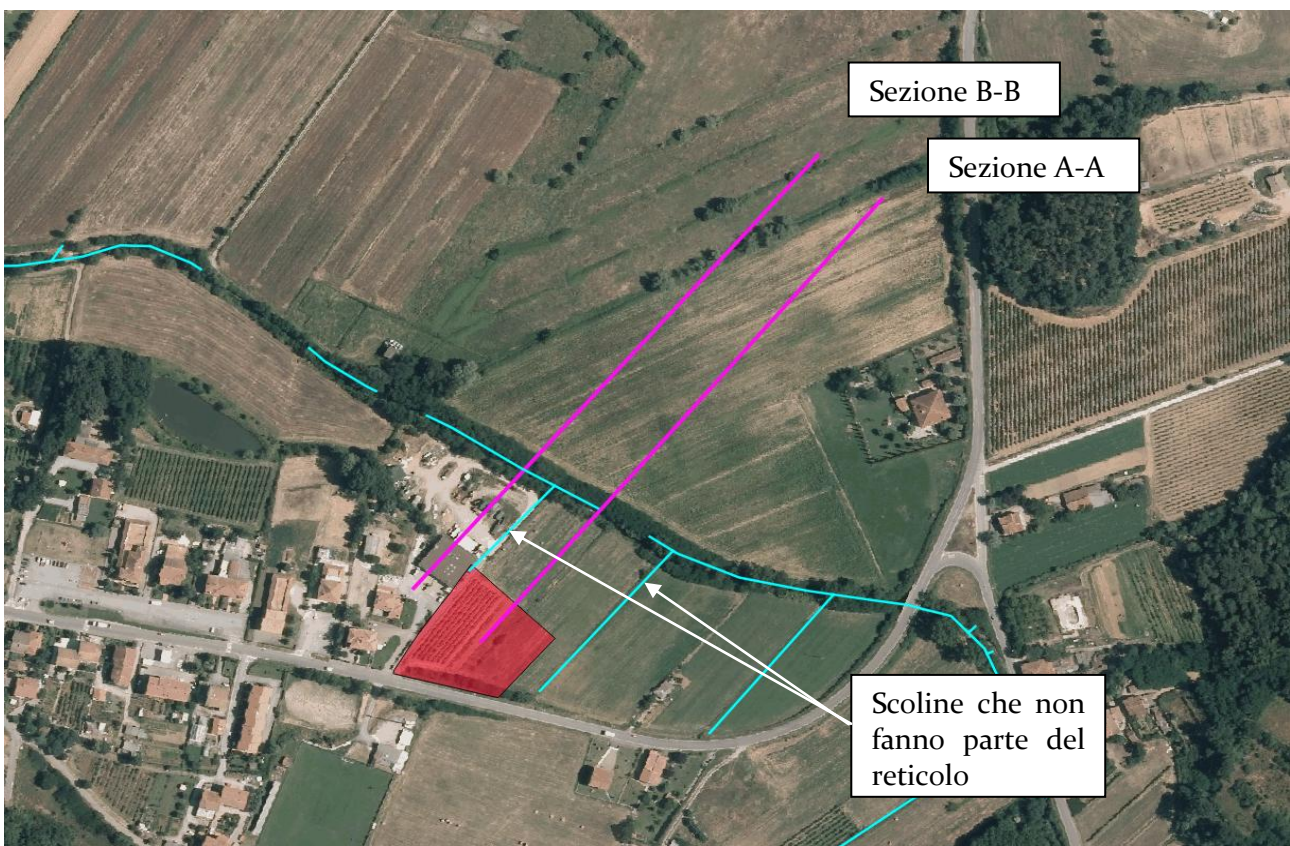 Sezione B-B
Sezione A-A
Scoline che non
fanno parte del
reticolo